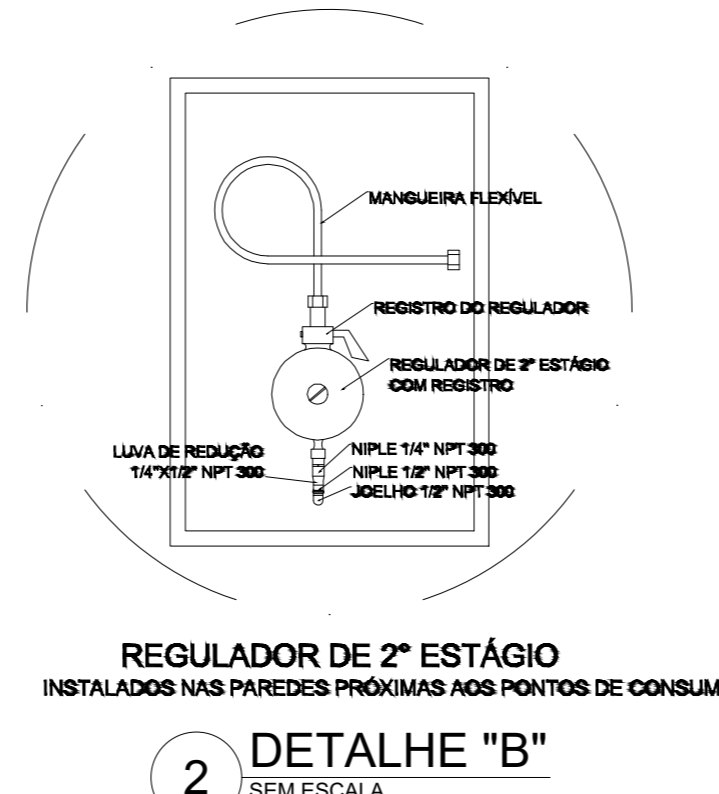 MANGUEIRA FLEXÍVEL
REGISTRO DO REGULADOR
REGULADOR DE 2º ESTÁGIO
COM REGISTRO
LUVA DE REDUÇÃO
1/4"X1/2" NPT 300
NIPLE 1/4" NPT 300
NIPLE 1/2" NPT 300
JOELHO 1/2" NPT 300
REGULADOR DE 2º ESTÁGIO
INSTALADOS NAS PAREDES PRÓXIMAS AOS PONTOS DE CONSUM
2
DETALHE "B"
SEM ESCALA